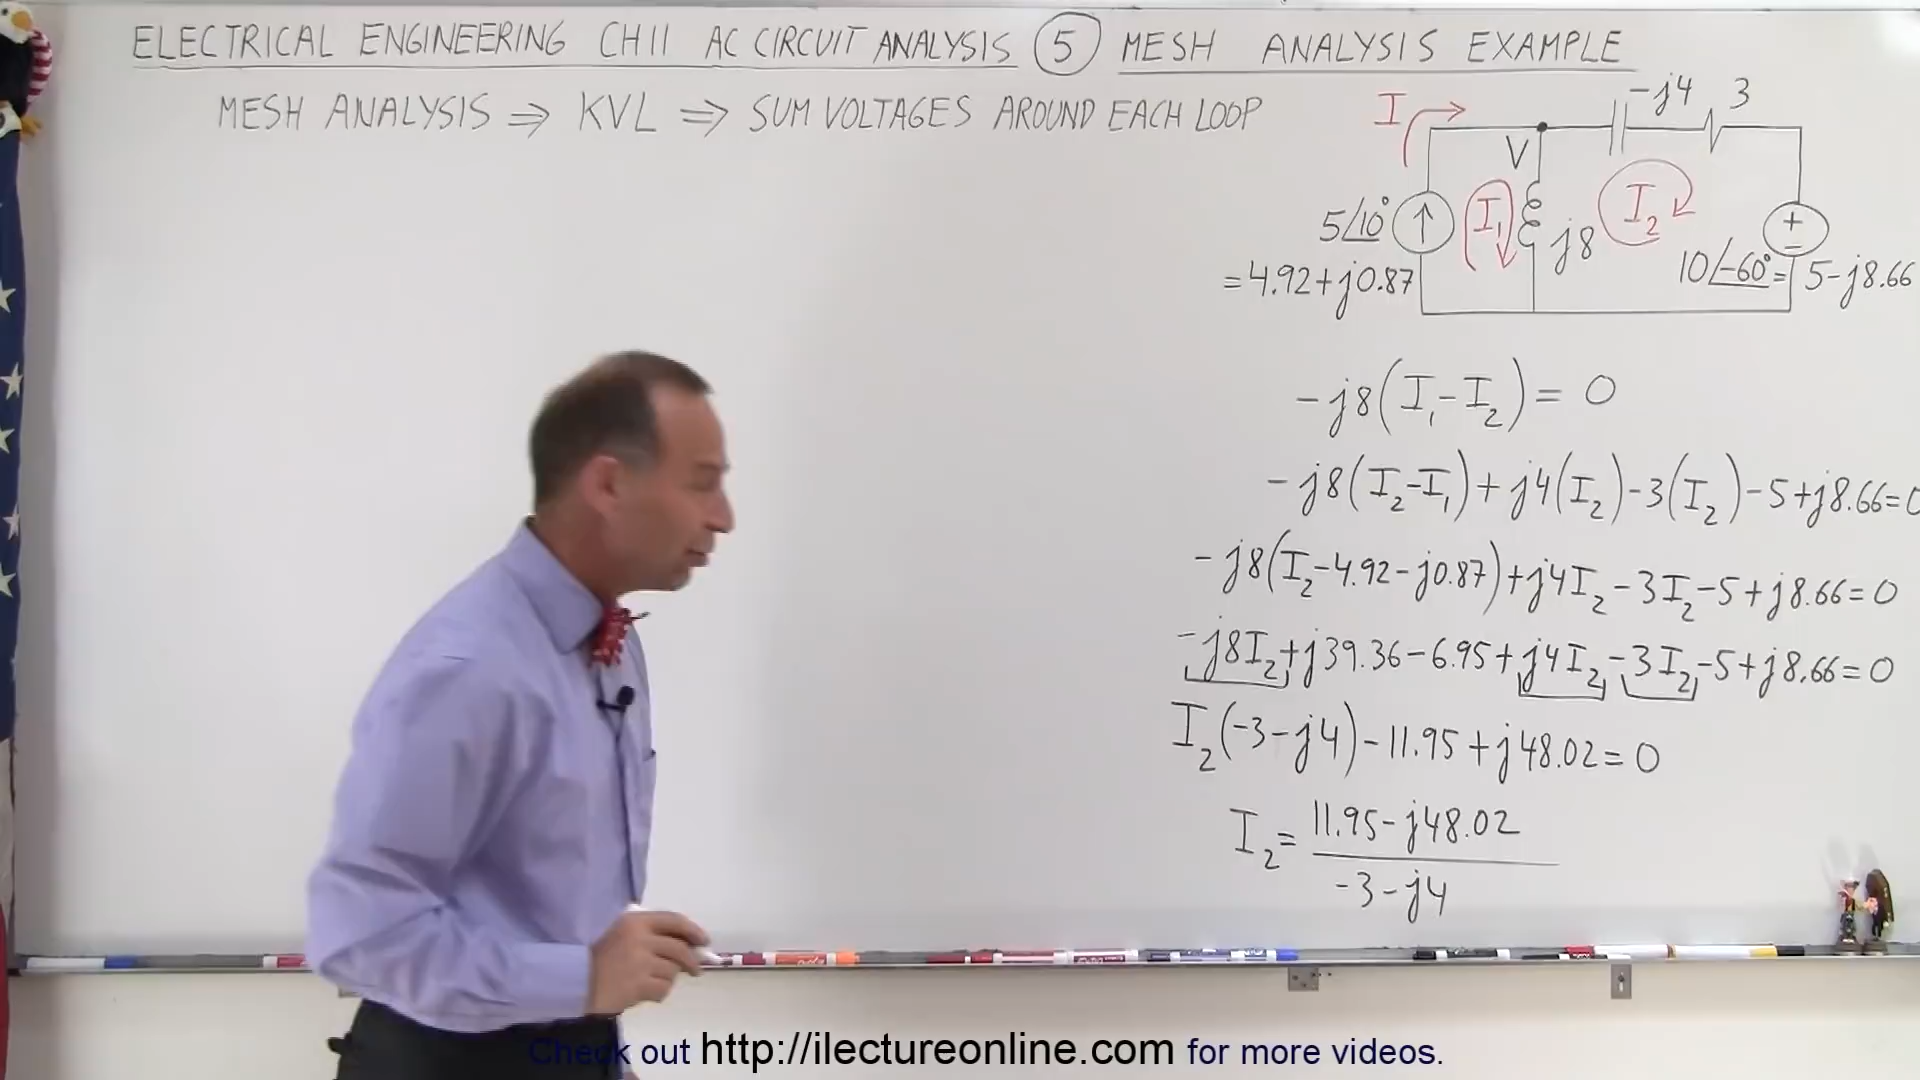 ELECTRICAL ENGINEERING CH11 AC CIRCUIT ANALYSIS 5 MESH ANALYSIS EXAMPLE
MESH ANALYSIS ⇒ KVL ⇒ SUM VOLTAGES AROUND EACH LOOP
I
-j4 3
V
5∠10° I₁ j8 I₂ + −
=4.92+j0.87
10∠-60° = 5-j8.66
-j8(I₁-I₂) = 0
-j8(I₂-I₁)+j4(I₂)-3(I₂)-5+j8.66=0
-j8(I₂-4.92-j0.87)+j4I₂-3I₂-5+j8.66=0
-j8I₂+j39.36-6.95+j4I₂-3I₂-5+j8.66=0
I₂(-3-j4)-11.95+j48.02=0
I₂= 11.95-j48.02
-3-j4
Check out http://ilectureonline.com for more videos.